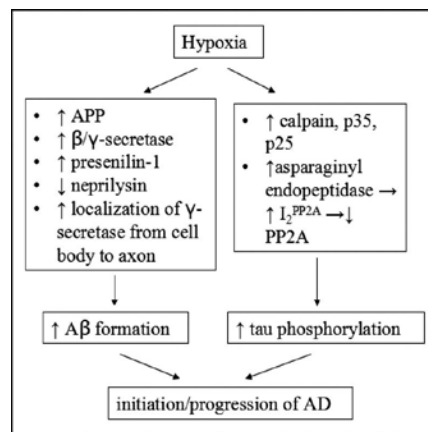 Hypoxia
• ↑ APP
• ↑ β/γ-secretase
• ↑ presenilin-1
• ↓ neprilysin
• ↑ localization of γ-
secretase from cell
body to axon
• ↑ calpain, p35,
p25
• ↑asparaginyl
endopeptidase →
↑ I₂ᴾᴾ²ᴬ →↓
PP2A
↑ Aβ formation
↑ tau phosphorylation
initiation/progression of AD